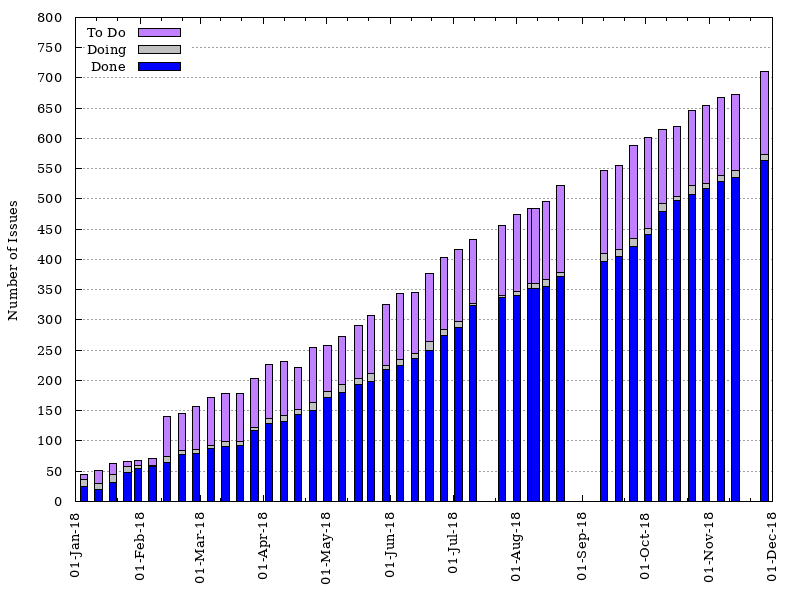 800
750
700
650
600
550
500
450
400
350
300
250
200
150
100
50
0
Number of Issues
To Do
Doing
Done
01-Jan-18
01-Feb-18
01-Mar-18
01-Apr-18
01-May-18
01-Jun-18
01-Jul-18
01-Aug-18
01-Sep-18
01-Oct-18
01-Nov-18
01-Dec-18